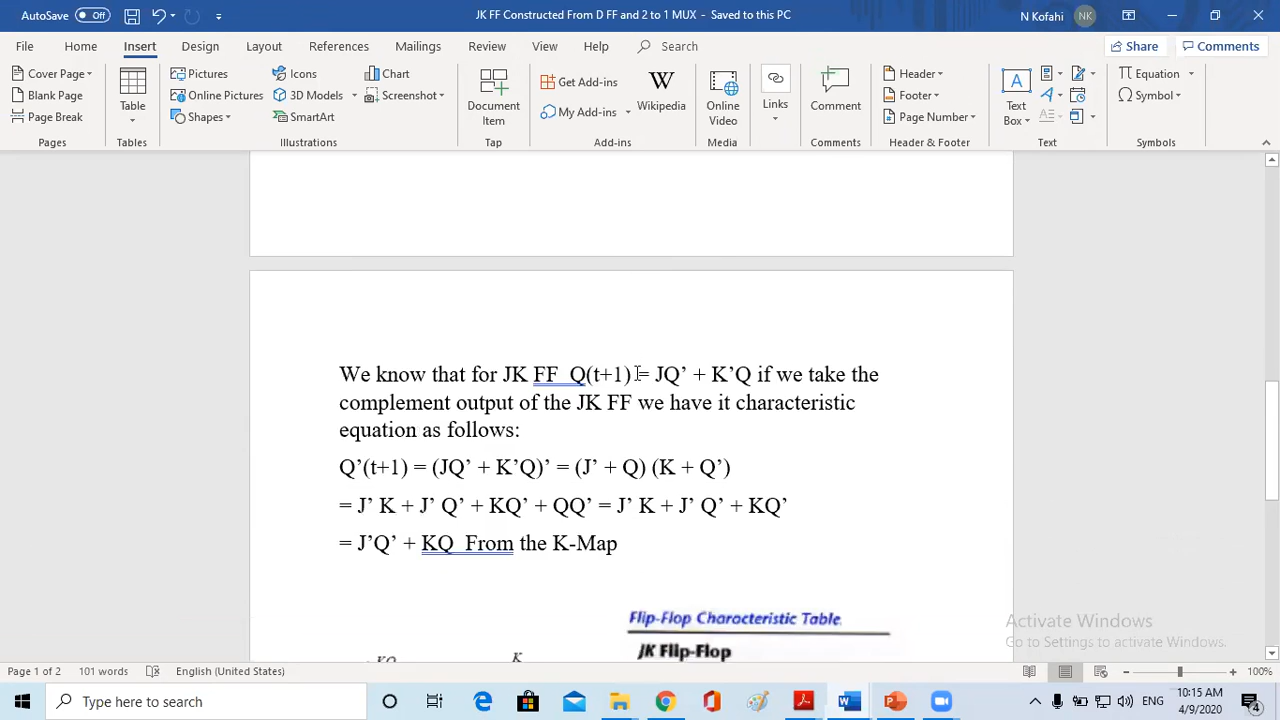 AutoSave Off
JK FF Constructed From D FF and 2 to 1 MUX - Saved to this PC
N Kofahi NK
File Home Insert Design Layout References Mailings Review View Help Search Share Comments
Cover Page
Blank Page
Page Break
Pages
Table
Tables
Pictures
Online Pictures
Shapes
Icons
3D Models
SmartArt
Chart
Screenshot
Illustrations
Document
Item
Tap
Get Add-ins
My Add-ins
Wikipedia
Add-ins
Online
Video
Media
Links
Comment
Comments
Header
Footer
Page Number
Header & Footer
Text
Box
Text
Equation
Symbol
Symbols
We know that for JK FF Q(t+1) = JQ’ + K’Q if we take the
complement output of the JK FF we have it characteristic
equation as follows:
Q’(t+1) = (JQ’ + K’Q)’ = (J’ + Q) (K + Q’)
= J’ K + J’ Q’ + KQ’ + QQ’ = J’ K + J’ Q’ + KQ’
= J’Q’ + KQ From the K-Map
Flip-Flop Characteristic Table
JK Flip-Flop
KQ K
Activate Windows
Go to Settings to activate Windows.
Page 1 of 2 101 words English (United States) 100%
Type here to search
ENG
10:15 AM
4/9/2020
4